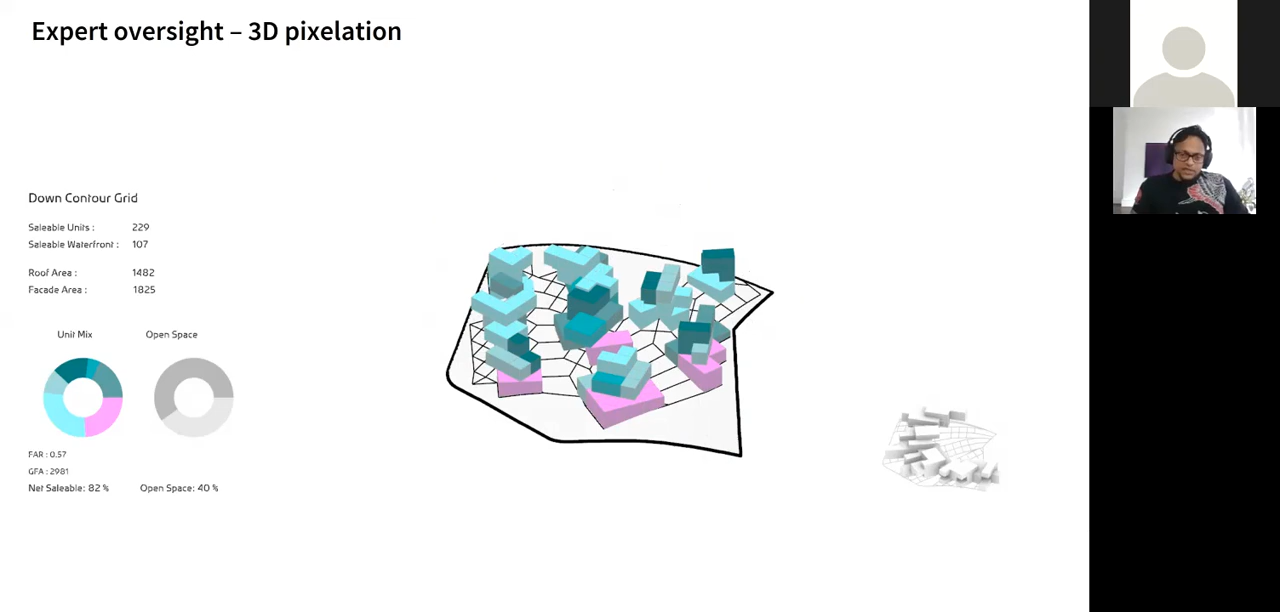 Expert oversight – 3D pixelation
Down Contour Grid
Saleable Units : 229
Saleable Waterfront : 107
Roof Area : 1482
Facade Area : 1825
Unit Mix Open Space
FAR : 0.57
GFA : 2981
Net Saleable: 82 % Open Space: 40 %